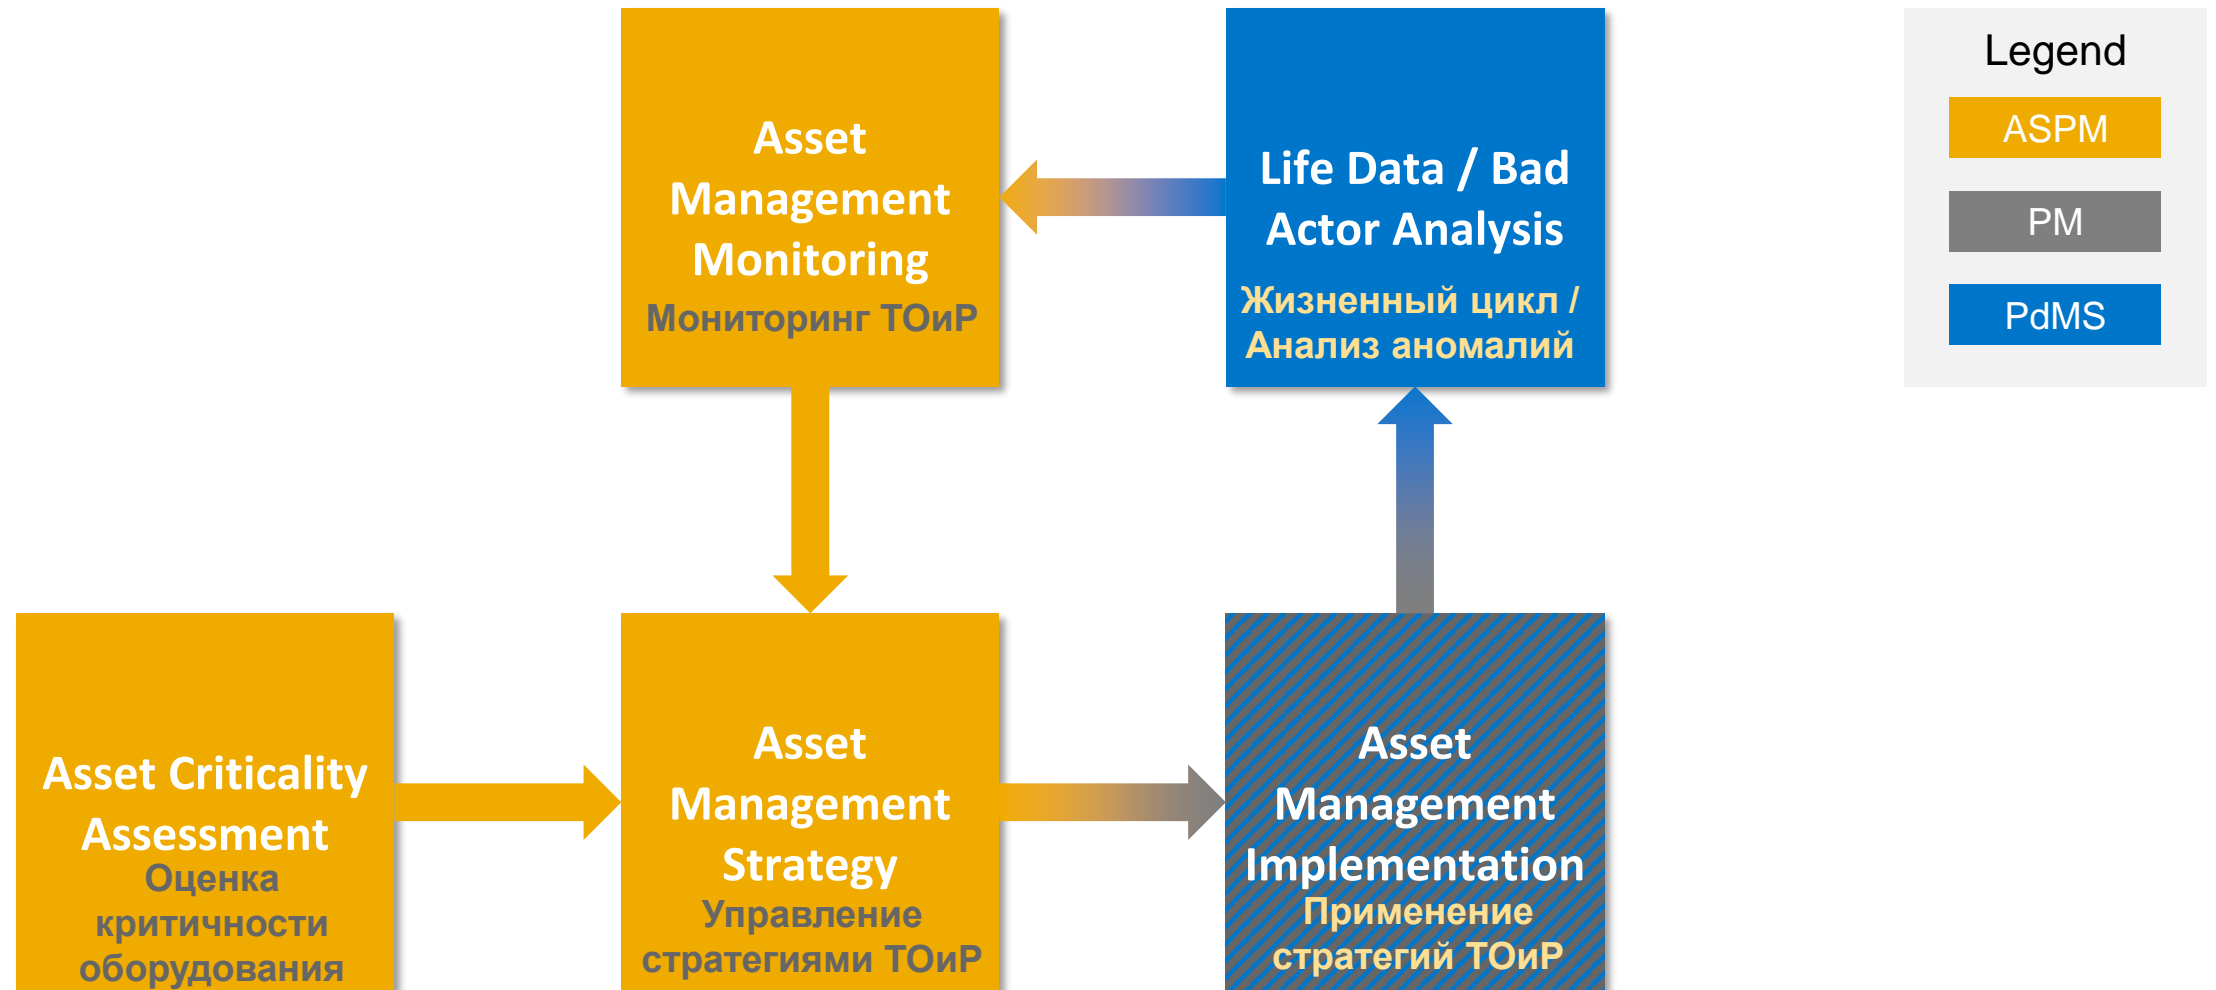 Asset
Management
Monitoring
Мониторинг ТОиР
Life Data / Bad
Actor Analysis
Жизненный цикл /
Анализ аномалий
Legend
ASPM
PM
PdMS
Asset Criticality
Assessment
Оценка
критичности
оборудования
Asset
Management
Strategy
Управление
стратегиями ТОиР
Asset
Management
Implementation
Применение
стратегий ТОиР